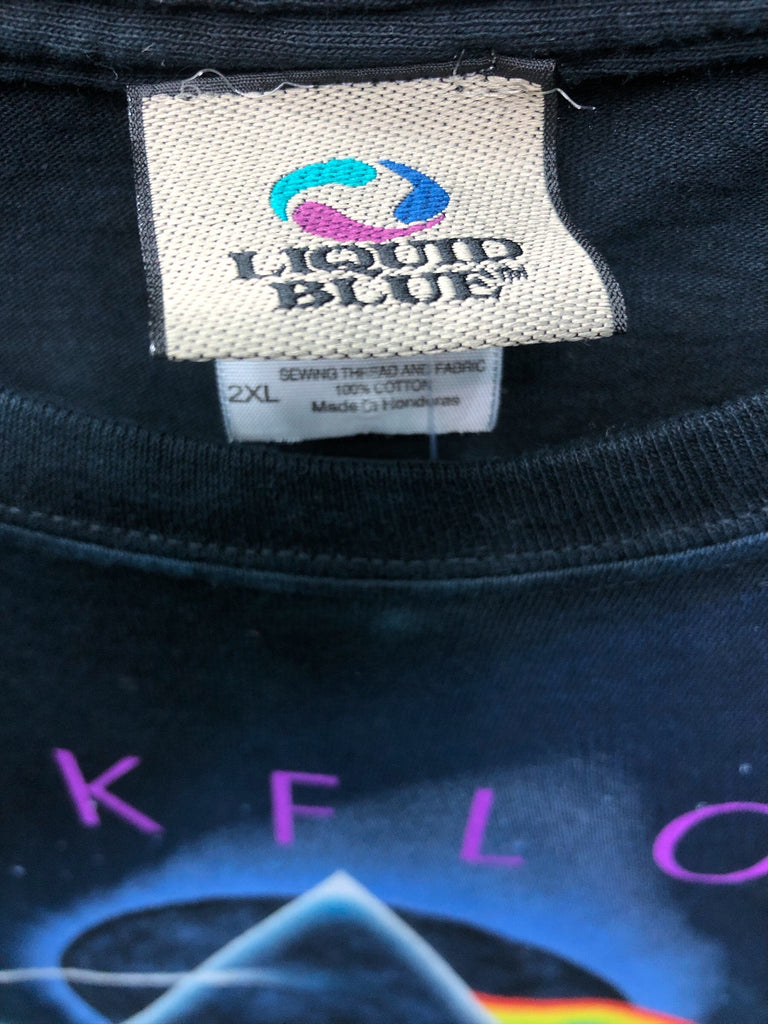 LIQUID
BLUE™
SEWING THREAD AND FABRIC
2XL 100% COTTON
Made In Honduras
K F L O